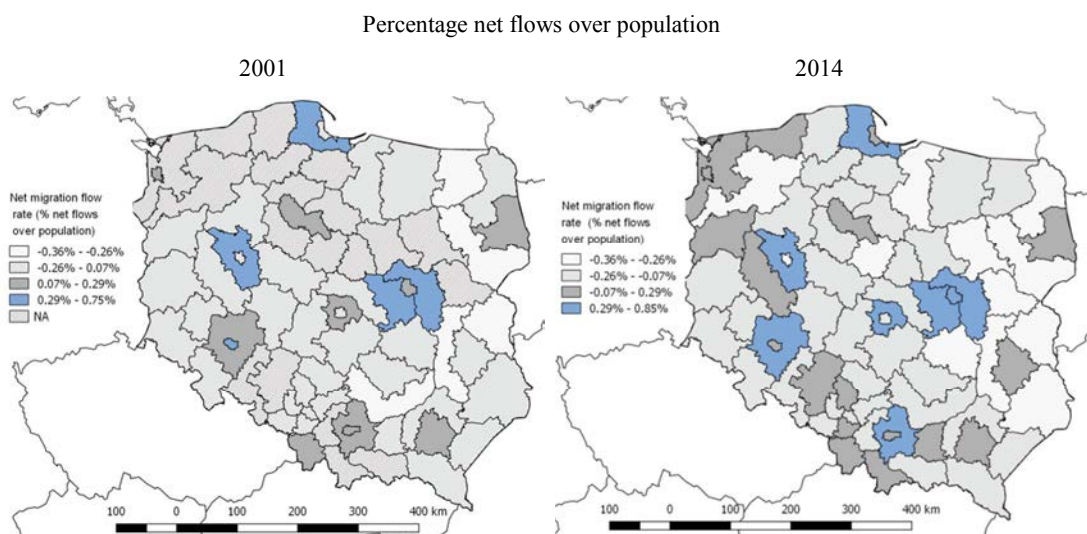 Percentage net flows over population
2001
2014
Net migration flow
rate (% net flows
over population)
-0.36% - -0.26%
-0.26% - 0.07%
0.07% - 0.29%
0.29% - 0.75%
NA
100 0 100 200 300 400 km
Net migration flow
rate (% net flows
over population)
-0.36% - -0.26%
-0.26% - -0.07%
-0.07% - 0.29%
0.29% - 0.85%
100 0 100 200 300 400 km